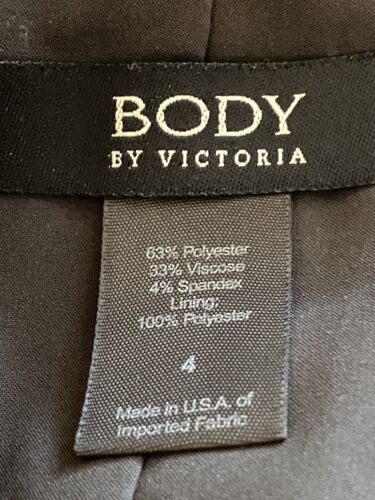 BODY
BY VICTORIA
63% Polyester
33% Viscose
4% Spandex
Lining:
100% Polyester
4
Made in U.S.A. of
Imported Fabric